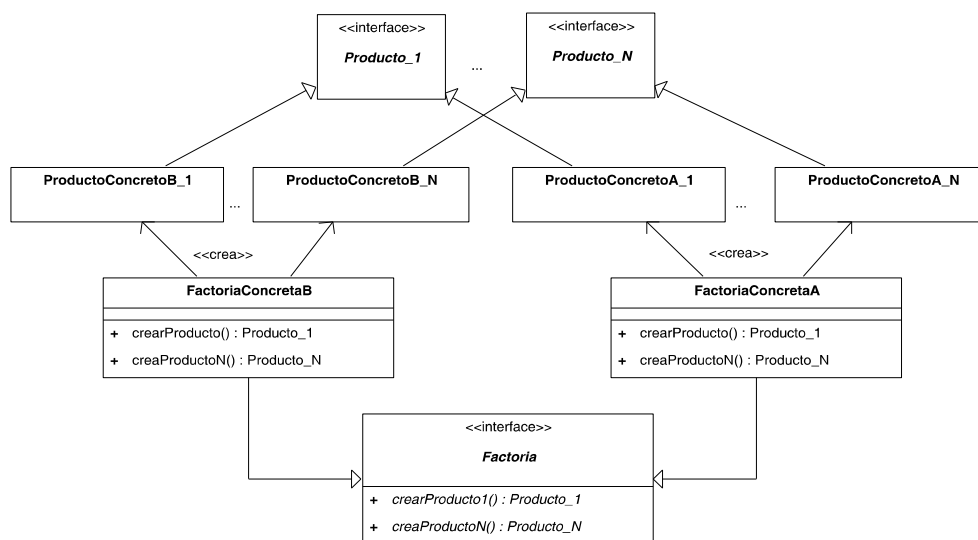 <<interface>>
Producto_1
...
<<interface>>
Producto_N
ProductoConcretoB_1
...
ProductoConcretoB_N
ProductoConcretoA_1
...
ProductoConcretoA_N
<<crea>>
<<crea>>
FactoriaConcretaB
+ crearProducto() : Producto_1
+ creaProductoN() : Producto_N
FactoriaConcretaA
+ crearProducto() : Producto_1
+ creaProductoN() : Producto_N
<<interface>>
Factoria
+ crearProducto1() : Producto_1
+ creaProductoN() : Producto_N